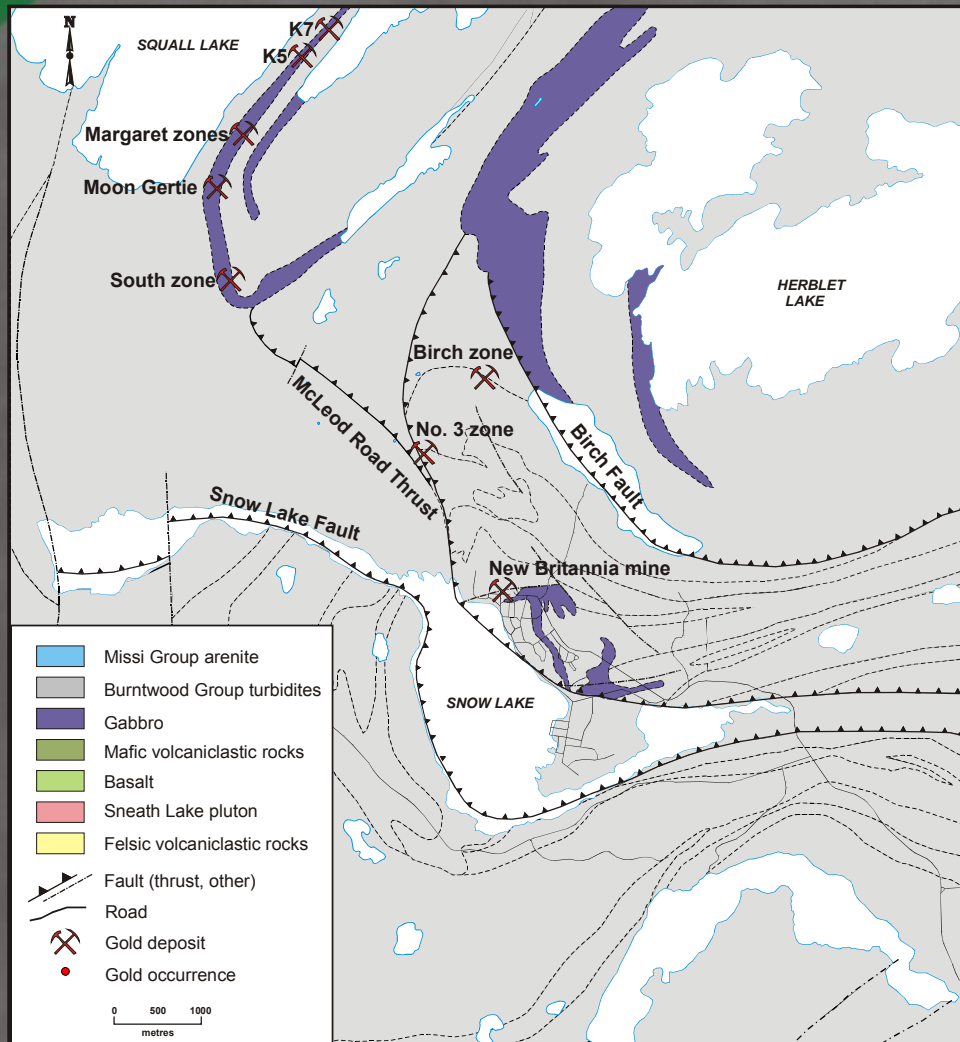 N
SQUALL LAKE
K7
K5
Margaret zones
Moon Gertie
South zone
HERBLET
LAKE
Birch zone
McLeod Road Thrust
No. 3 zone
Birch Fault
Snow Lake Fault
New Britannia mine
SNOW LAKE
Missi Group arenite
Burntwood Group turbidites
Gabbro
Mafic volcaniclastic rocks
Basalt
Sneath Lake pluton
Felsic volcaniclastic rocks
Fault (thrust, other)
Road
Gold deposit
Gold occurrence
0 500 1000
metres